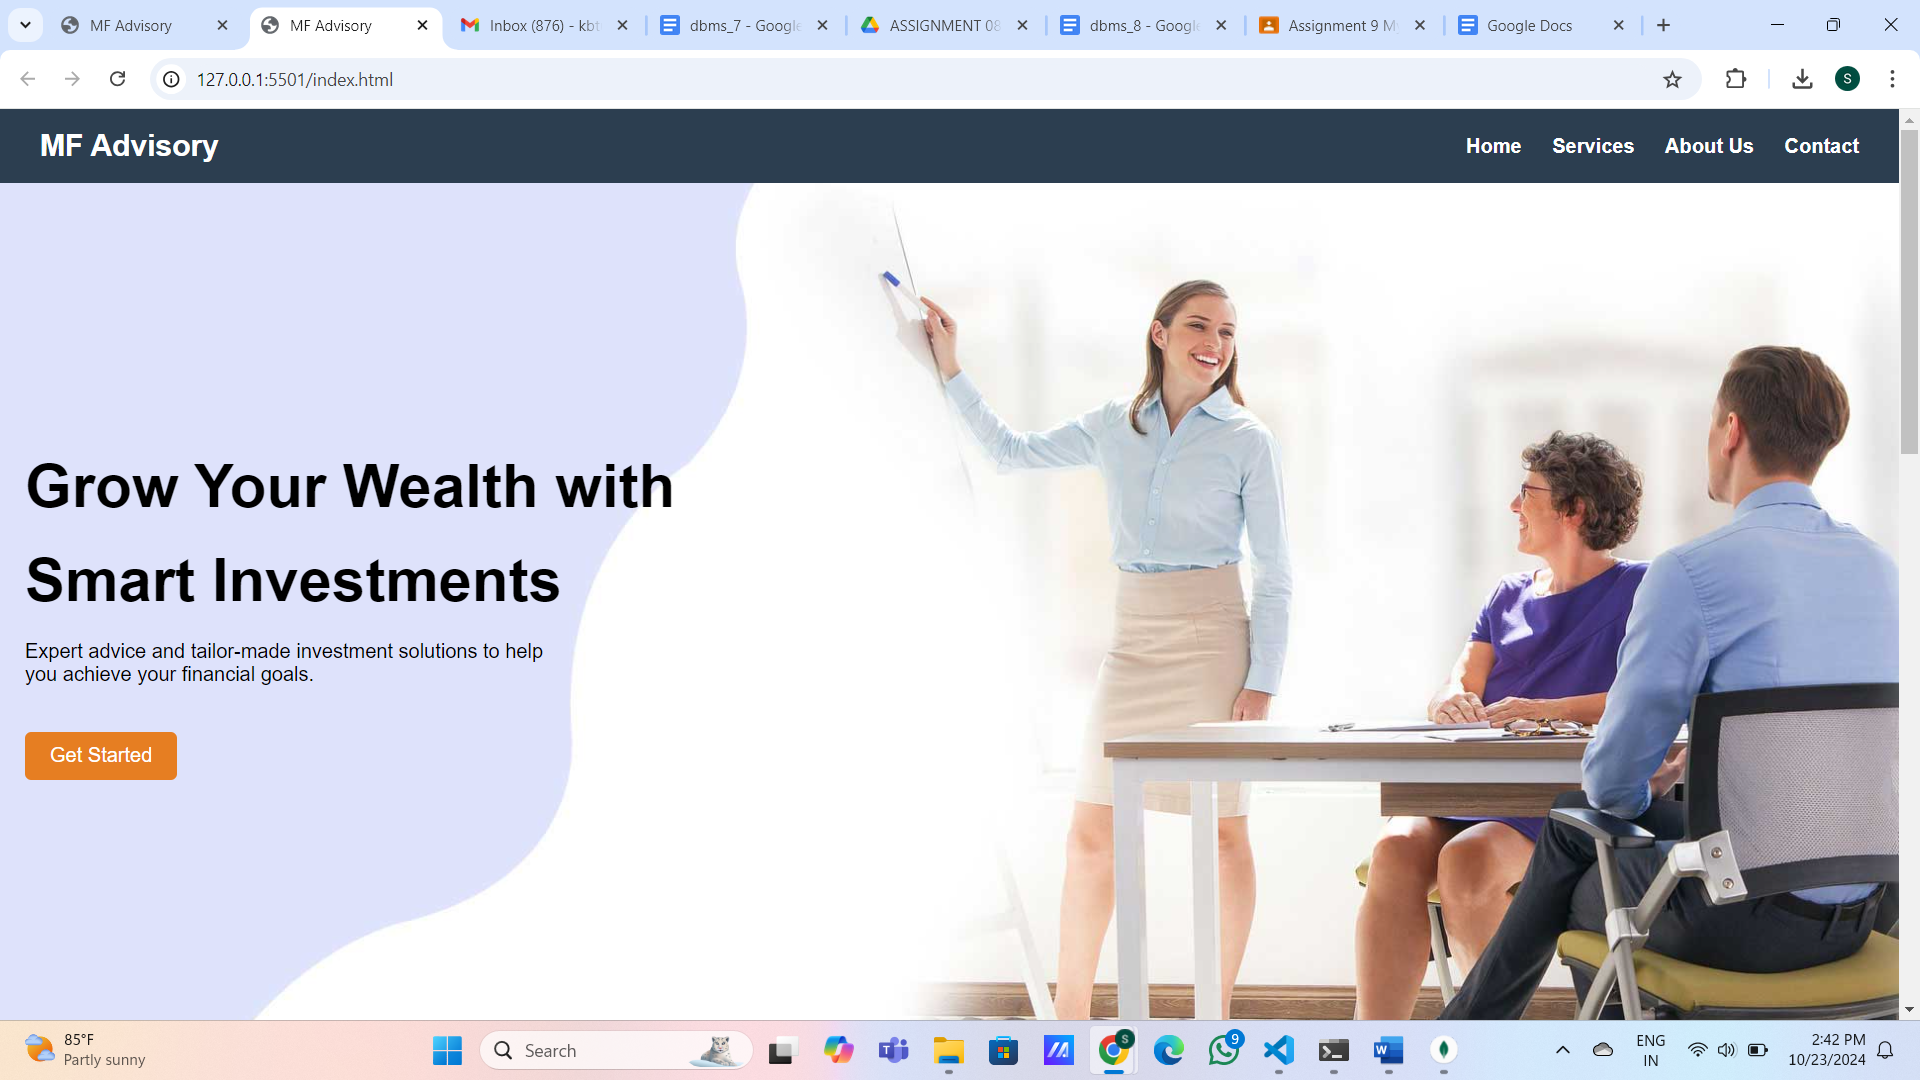 MF Advisory
MF Advisory
Inbox (876) - kbt
dbms_7 - Google
ASSIGNMENT 08
dbms_8 - Google
Assignment 9 M
Google Docs
127.0.0.1:5501/index.html
S
MF Advisory
Home Services About Us Contact
Grow Your Wealth with
Smart Investments
Expert advice and tailor-made investment solutions to help
you achieve your financial goals.
Get Started
85°F
Partly sunny
Search
S
9
ENG
IN
2:42 PM
10/23/2024